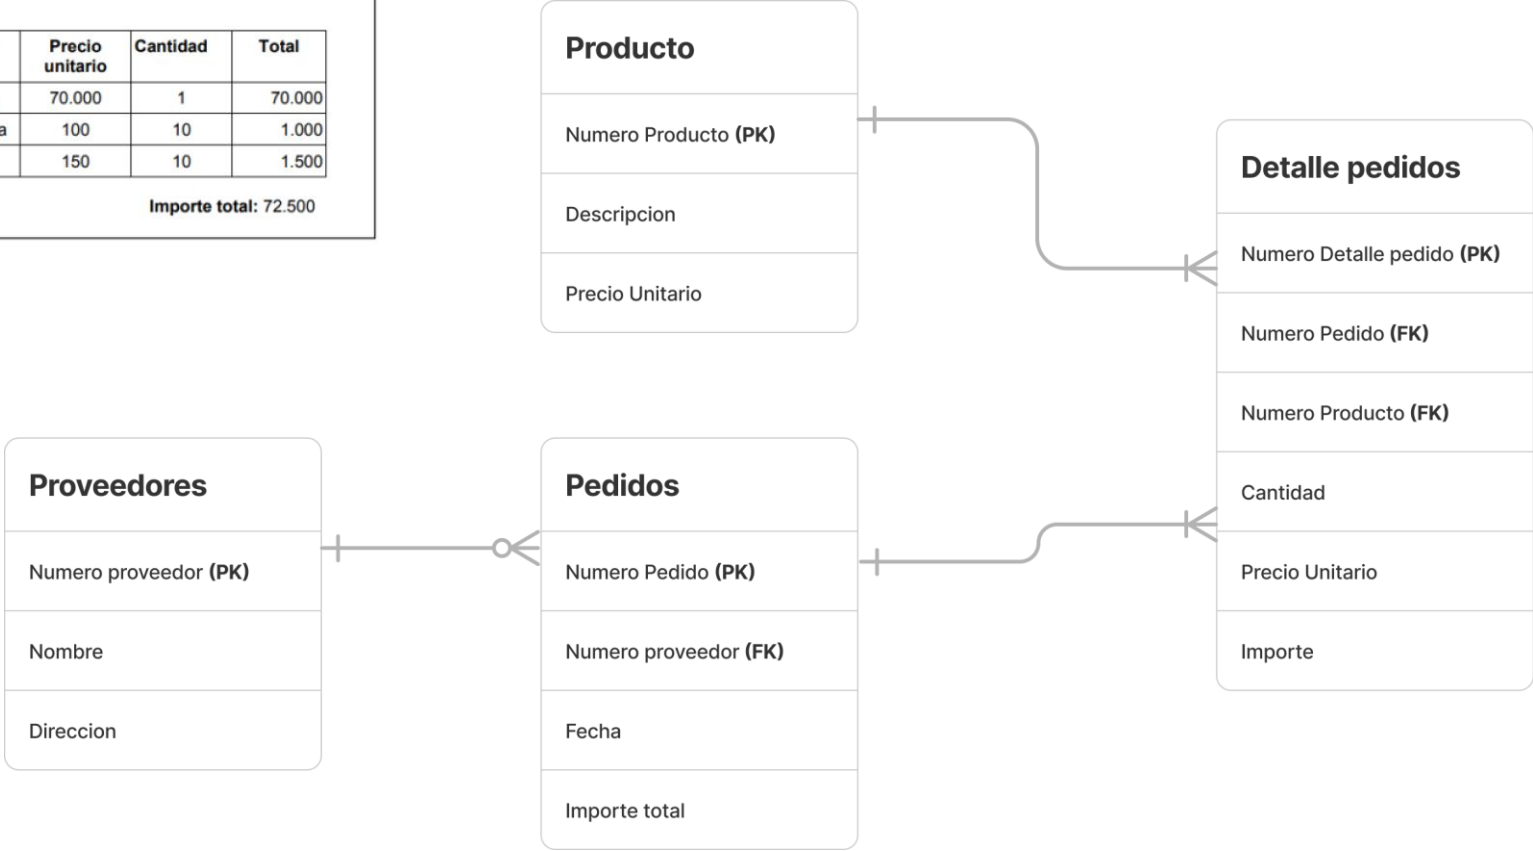 Precio
unitario
Cantidad
Total
70.000 1 70.000
a 100 10 1.000
150 10 1.500
Importe total: 72.500
Producto
Numero Producto (PK)
Descripcion
Precio Unitario
Detalle pedidos
Numero Detalle pedido (PK)
Numero Pedido (FK)
Numero Producto (FK)
Cantidad
Precio Unitario
Importe
Proveedores
Numero proveedor (PK)
Nombre
Direccion
Pedidos
Numero Pedido (PK)
Numero proveedor (FK)
Fecha
Importe total